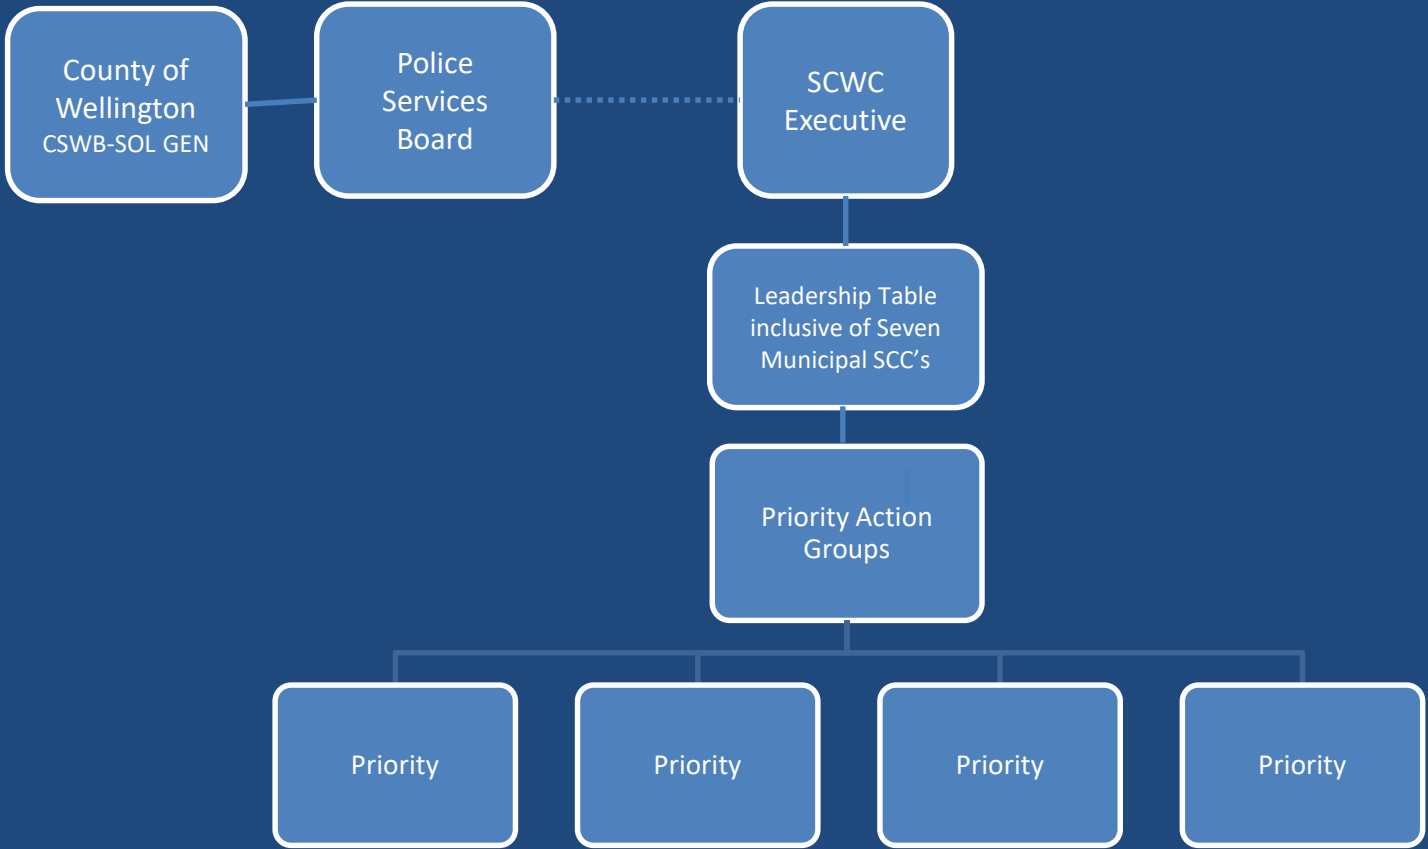 County of
Wellington
CSWB-SOL GEN
Police
Services
Board
SCWC
Executive
Leadership Table
inclusive of Seven
Municipal SCC’s
Priority Action
Groups
Priority
Priority
Priority
Priority